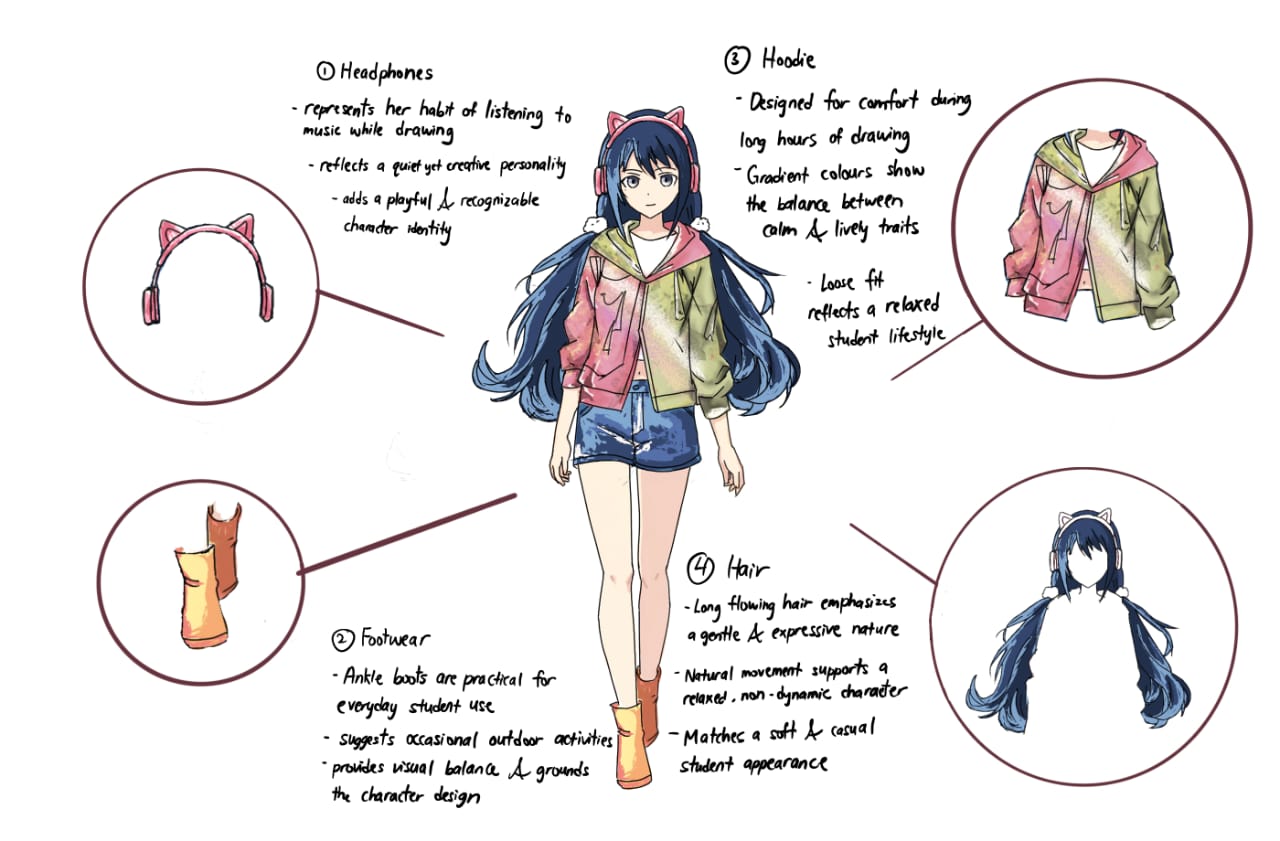 ① Headphones
- represents her habit of listening to
music while drawing
- reflects a quiet yet creative personality
- adds a playful & recognizable
character identity
② Footwear
- Ankle boots are practical for
everyday student use
- suggests occasional outdoor activities
- provides visual balance & grounds
the character design
③ Hoodie
- Designed for comfort during
long hours of drawing
- Gradient colours show
the balance between
calm & lively traits
- Loose fit
reflects a relaxed
student lifestyle
④ Hair
- Long flowing hair emphasizes
a gentle & expressive nature
- Natural movement supports a
relaxed, non-dynamic character
- Matches a soft & casual
student appearance